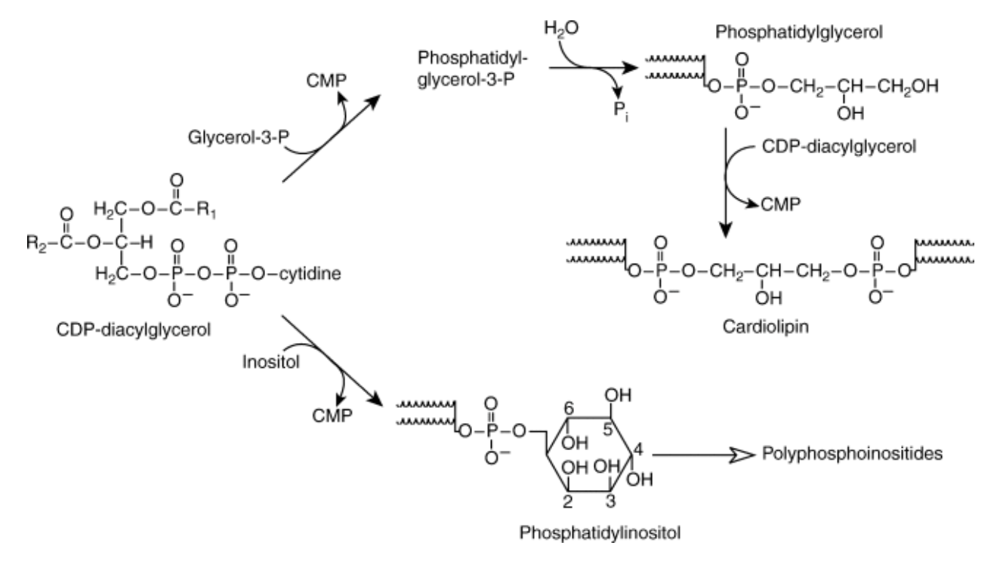 H₂O
Phosphatidylglycerol
Phosphatidyl-
glycerol-3-P
CMP
O
O–P–O–CH₂–CH–CH₂OH
O⁻
OH
Pᵢ
Glycerol-3-P
CDP-diacylglycerol
CMP
O
H₂C–O–C–R₁
O
R₂–C–O–C–H
O O
H₂C–O–P–O–P–O–cytidine
O⁻ O⁻
CDP-diacylglycerol
O O
O–P–O–CH₂–CH–CH₂–O–P–O
O⁻ OH O⁻
Cardiolipin
Inositol
CMP
O
O–P–O
O⁻
6
OH
OH
5
4
OH
OH
OH
2
3
Polyphosphoinositides
Phosphatidylinositol